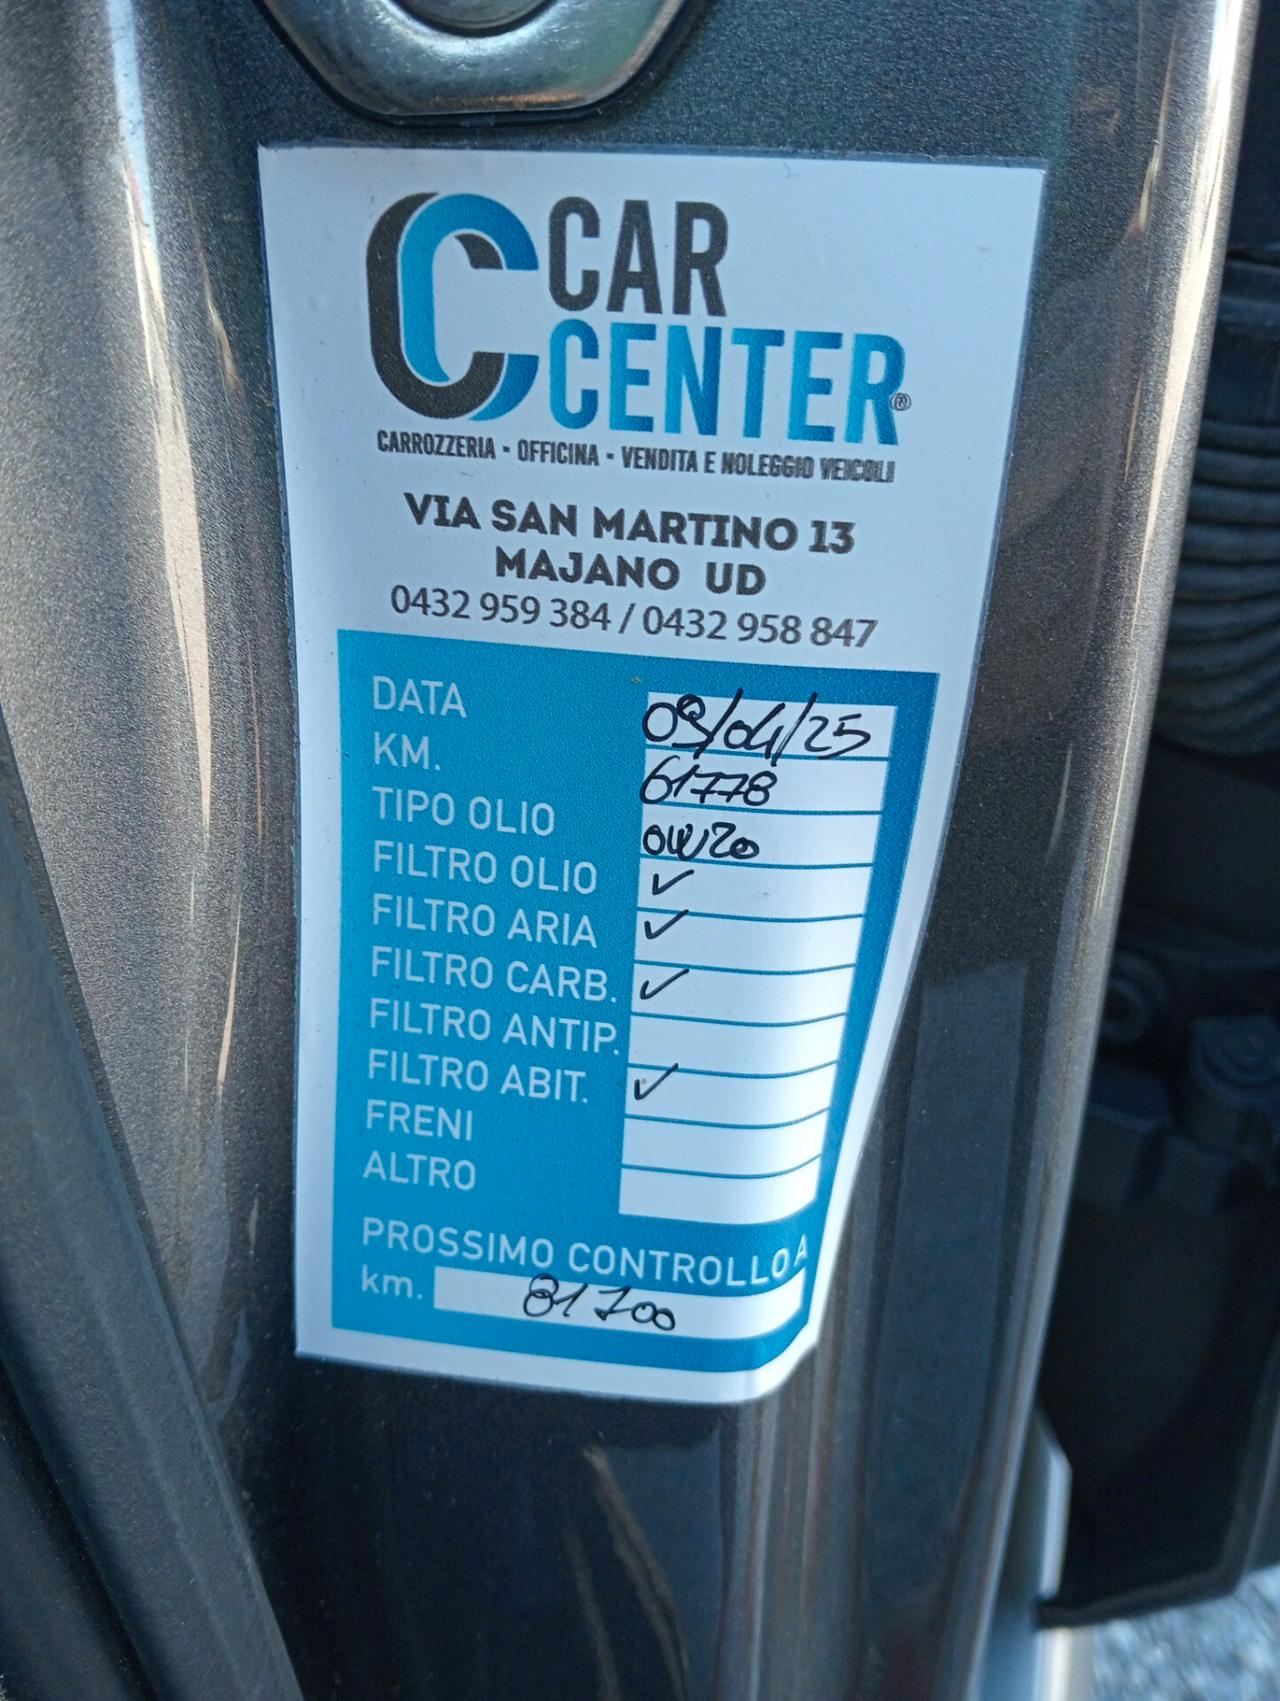 CAR
CENTER®
CARROZZERIA - OFFICINA - VENDITA E NOLEGGIO VEICOLI
VIA SAN MARTINO 13
MAJANO UD
0432 959 384 / 0432 958 847
DATA 09/04/25
KM. 61778
TIPO OLIO 0W20
FILTRO OLIO ✓
FILTRO ARIA ✓
FILTRO CARB. ✓
FILTRO ANTIP.
FILTRO ABIT. ✓
FRENI
ALTRO
PROSSIMO CONTROLLO A
km. 81700